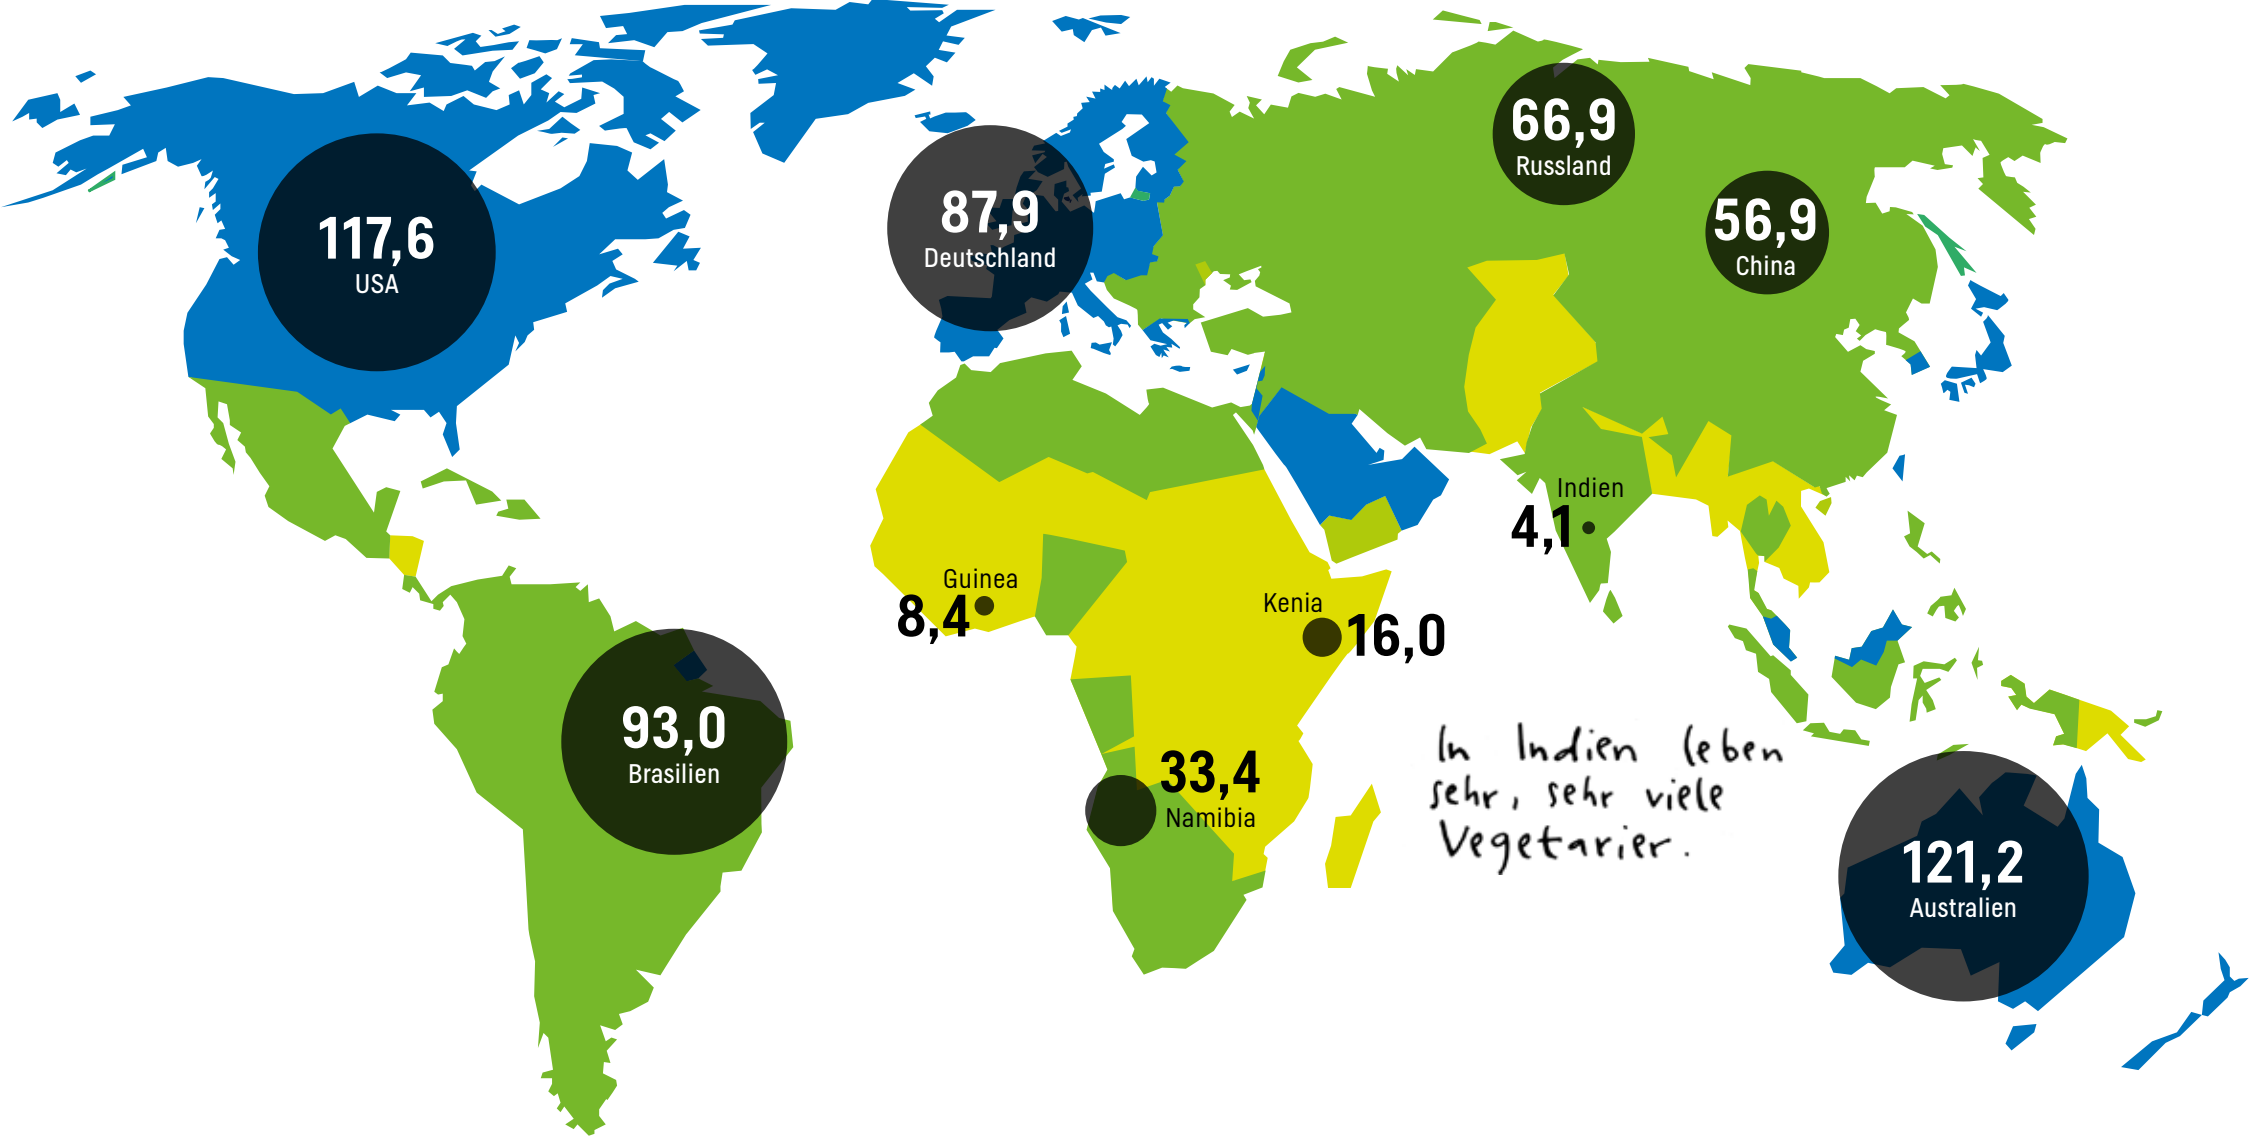 66,9
Russland
117,6
USA
87,9
Deutschland
56,9
China
Indien
4,1
Guinea
8,4
Kenia
16,0
93,0
Brasilien
33,4
Namibia
In Indien leben
sehr, sehr viele
Vegetarier.
121,2
Australien